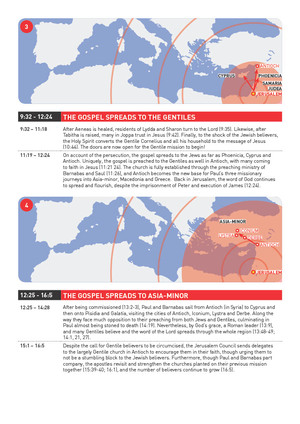 3
ANTIOCH
CYPRUS
PHOENICIA
SAMARIA
JUDEA
JERUSALEM
9:32 - 12:24 THE GOSPEL SPREADS TO THE GENTILES
9:32 – 11:18 After Aeneas is healed, residents of Lydda and Sharon turn to the Lord (9:35). Likewise, after
Tabitha is raised, many in Joppa trust in Jesus (9:42). Finally, to the shock of the Jewish believers,
the Holy Spirit converts the Gentile Cornelius and all his household to the message of Jesus
(10:44). The doors are now open for the Gentile mission to begin!
11:19 – 12:24 On account of the persecution, the gospel spreads to the Jews as far as Phoenicia, Cyprus and
Antioch. Uniquely, the gospel is preached to the Gentiles as well in Antioch, with many coming
to faith in Jesus (11:21 24). The church is fully established through the preaching ministry of
Barnabas and Saul (11:26), and Antioch becomes the new base for Paul's three missionary
journeys into Asia-minor, Macedonia and Greece. Back in Jerusalem, the word of God continues
to spread and flourish, despite the imprisonment of Peter and execution of James (12:24).
4
ASIA-MINOR
JERUSALEM
12:25 - 16:5 THE GOSPEL SPREADS TO ASIA-MINOR
12:25 – 14:28 After being commissioned (13:2-3), Paul and Barnabas sail from Antioch (in Syria) to Cyprus and
then onto Pisidia and Galatia, visiting the cities of Antioch, Iconium, Lystra and Derbe. Along the
way they face much opposition to their preaching from both Jews and Gentiles, culminating in
Paul almost being stoned to death (14:19). Nevertheless, by God's grace, a Roman leader (13:9),
and many Gentiles believe and the word of the Lord spreads through the whole region (13:48-49;
14:1, 21, 27).
15:1 – 16:5 Despite the call for Gentile believers to be circumcised, the Jerusalem Council sends delegates
to the largely Gentile church in Antioch to encourage them in their faith, though urging them to
not be a stumbling block to the Jewish believers. Furthermore, though Paul and Barnabas part
company, the apostles revisit and strengthen the churches planted on their previous mission
together (15:39-40; 16:1), and the number of believers continue to grow (16:5).